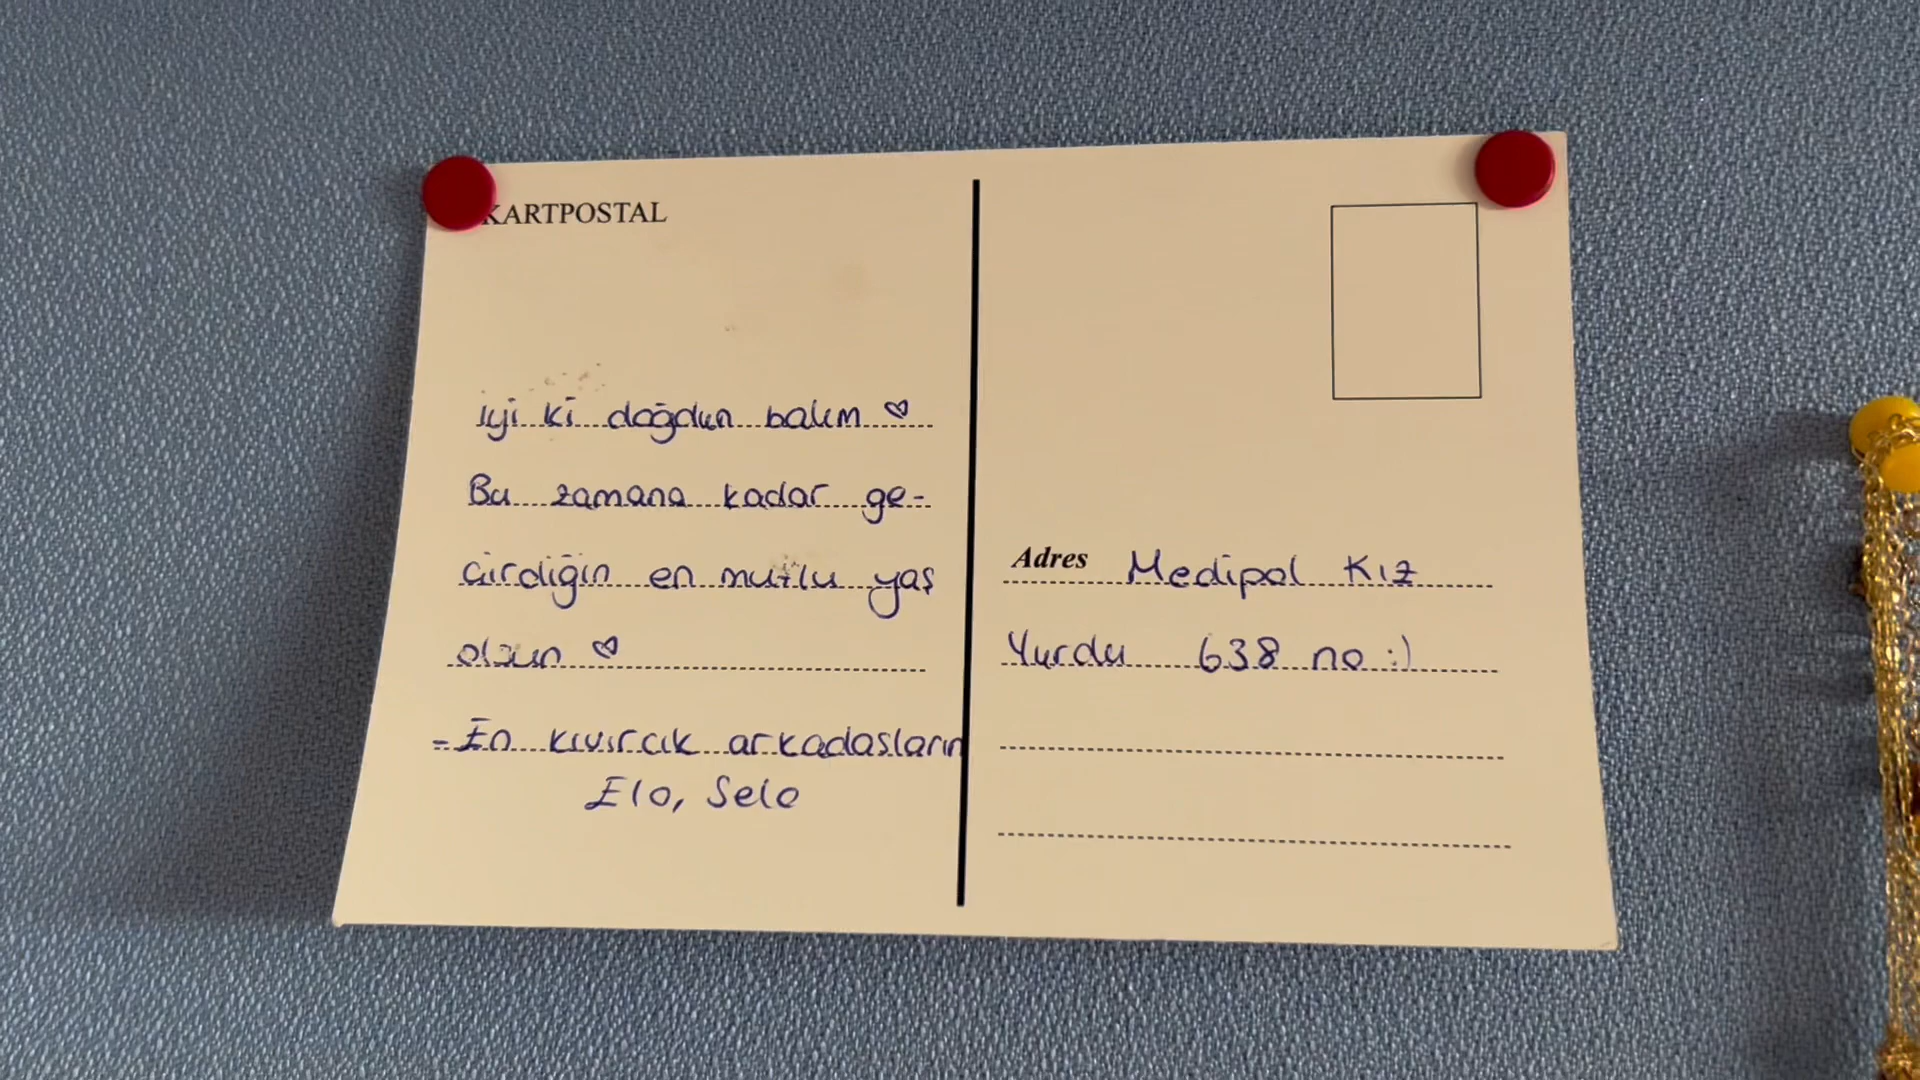 KARTPOSTAL
iyi ki doğdun balım ♡
Bu zamana kadar ge-
çirdiğin en mutlu yaş
olsun ♡
-En kıvırcık arkadaşların
Elo, Selo
Adres Medipol Kız
Yurdu 638 no :)